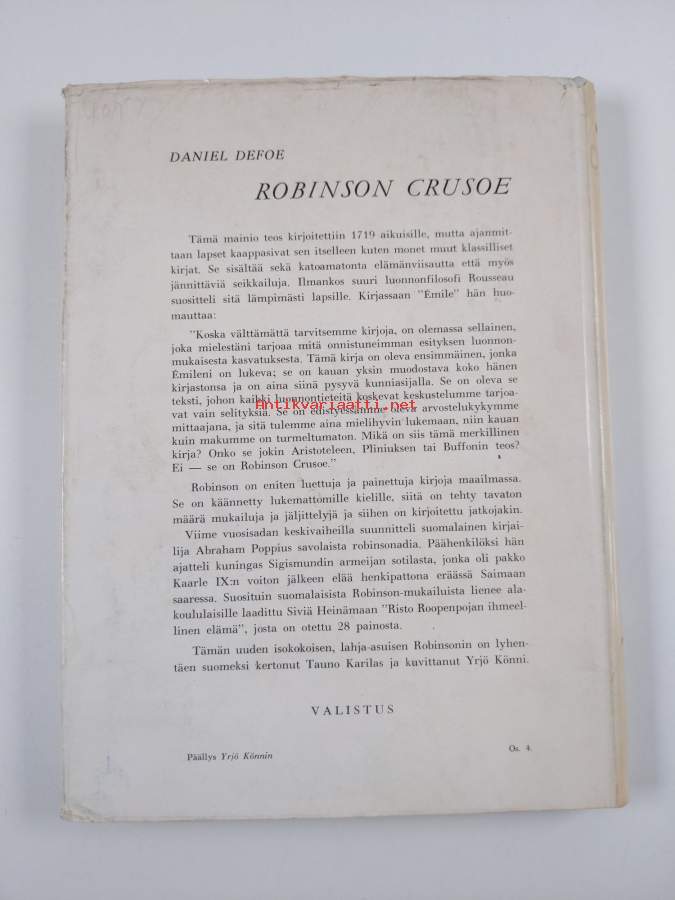 DANIEL DEFOE
ROBINSON CRUSOE
Tämä mainio teos kirjoitettiin 1719 aikuisille, mutta ajanmit-
taan lapset kaappasivat sen itselleen kuten monet muut klassilliset
kirjat. Se sisältää sekä katoamatonta elämänviisautta että myös
jännittäviä seikkailuja. Ilmankos suuri luonnonfilosofi Rousseau
suositteli sitä lämpimästi lapsille. Kirjassaan "Émile" hän huo-
mauttaa:
"Koska välttämättä tarvitsemme kirjoja, on olemassa sellainen,
joka mielestäni tarjoaa mitä onnistuneimman esityksen luonnon-
mukaisesta kasvatuksesta. Tämä kirja on oleva ensimmäinen, jonka
Émileni on lukeva; se on kauan yksin muodostava koko hänen
kirjastonsa ja on aina siinä pysyvä kunniasijalla. Se on oleva se
teksti, johon kaikki luonnontieteitä koskevat keskustelumme tarjoa-
vat vain selityksiä. Se on edistyessämme oleva arvostelukykymme
Antikvariaatti.net
mittaajana, ja sitä tulemme aina mielihyvin lukemaan, niin kauan
kuin makumme on turmeltumaton. Mikä on siis tämä merkillinen
kirja? Onko se jokin Aristoteleen, Pliniuksen tai Buffonin teos?
Ei — se on Robinson Crusoe."
Robinson on eniten luettuja ja painettuja kirjoja maailmassa.
Se on käännetty lukemattomille kielille, siitä on tehty tavaton
määrä mukailuja ja jäljittelyjä ja siihen on kirjoitettu jatkojakin.
Viime vuosisadan keskivaiheilla suunnitteli suomalainen kirjai-
lija Abraham Poppius savolaista robinsonadia. Päähenkilöksi hän
ajatteli kuningas Sigismundin armeijan sotilasta, jonka oli pakko
Kaarle IX:n voiton jälkeen elää henkipattona eräässä Saimaan
saaressa. Suosituin suomalaisista Robinson-mukailuista lienee ala-
koululaisille laadittu Siviä Heinämaan "Risto Roopenpojan ihmeel-
linen elämä", josta on otettu 28 painosta.
Tämän uuden isokokoisen, lahja-asuisen Robinsonin on lyhen-
täen suomeksi kertonut Tauno Karilas ja kuvittanut Yrjö Könni.
VALISTUS
Päällys Yrjö Könnin
Os. 4.